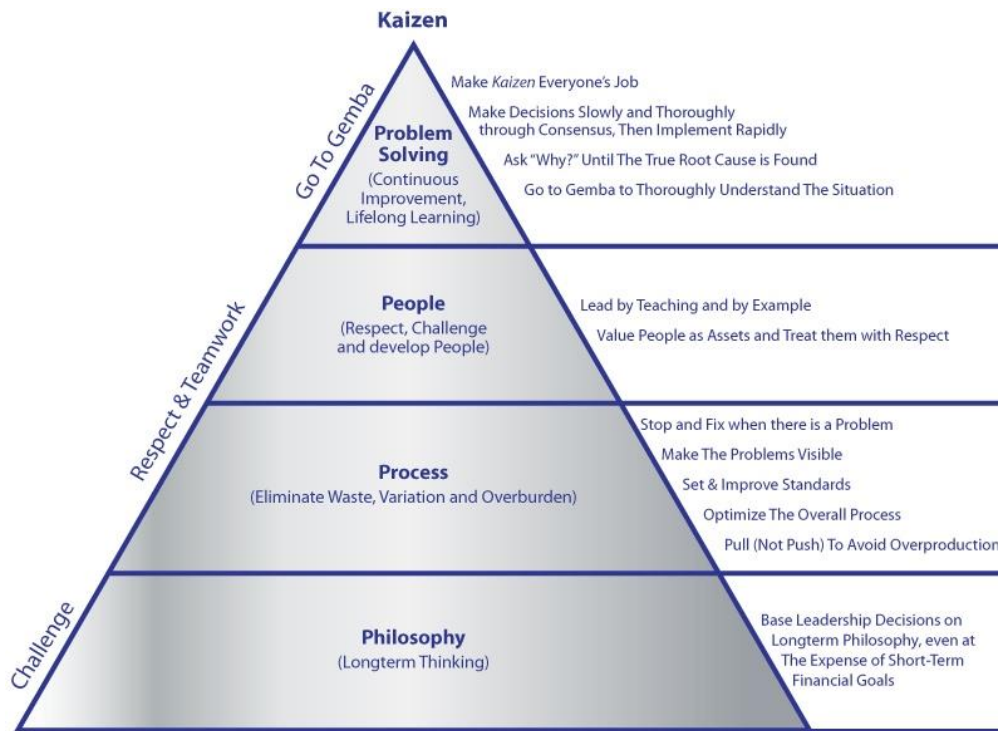 Kaizen
Go To Gemba
Problem
Solving
(Continuous
Improvement,
Lifelong Learning)
Make Kaizen Everyone's Job
Make Decisions Slowly and Thoroughly
through Consensus, Then Implement Rapidly
Ask "Why?" Until The True Root Cause is Found
Go to Gemba to Thoroughly Understand The Situation
Respect & Teamwork
People
(Respect, Challenge
and develop People)
Lead by Teaching and by Example
Value People as Assets and Treat them with Respect
Process
(Eliminate Waste, Variation and Overburden)
Stop and Fix when there is a Problem
Make The Problems Visible
Set & Improve Standards
Optimize The Overall Process
Pull (Not Push) To Avoid Overproduction
Challenge
Philosophy
(Longterm Thinking)
Base Leadership Decisions on
Longterm Philosophy, even at
The Expense of Short-Term
Financial Goals